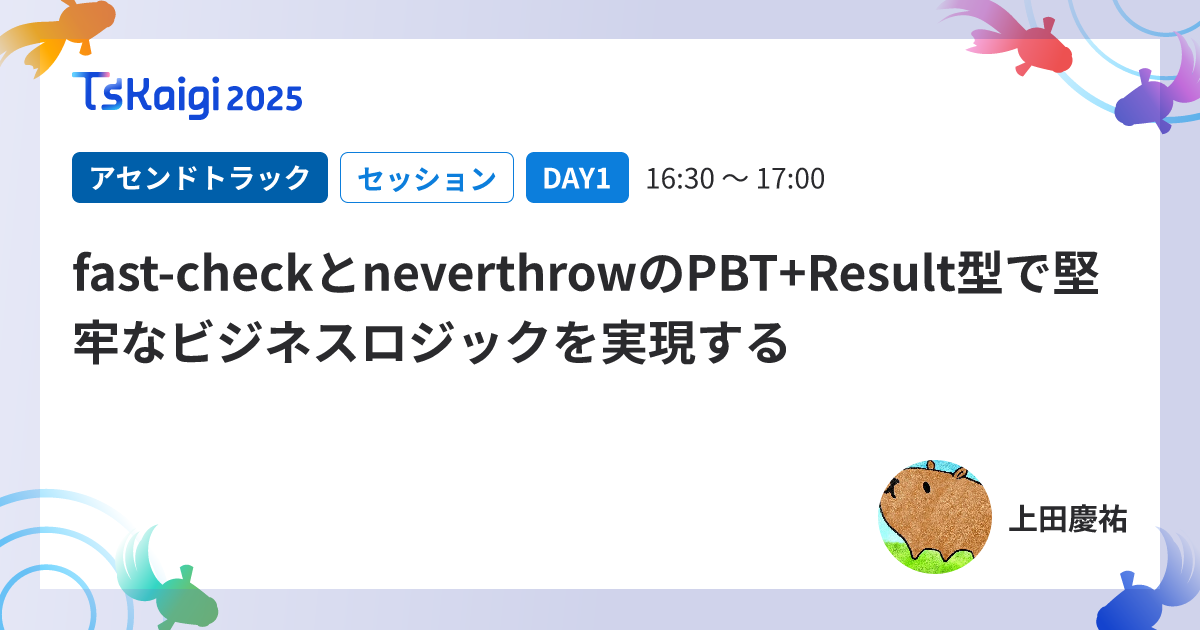 TSKaigi 2025
アセンドトラック セッション DAY1 16:30 〜 17:00
fast-checkとneverthrowのPBT+Result型で堅
牢なビジネスロジックを実現する
上田慶祐